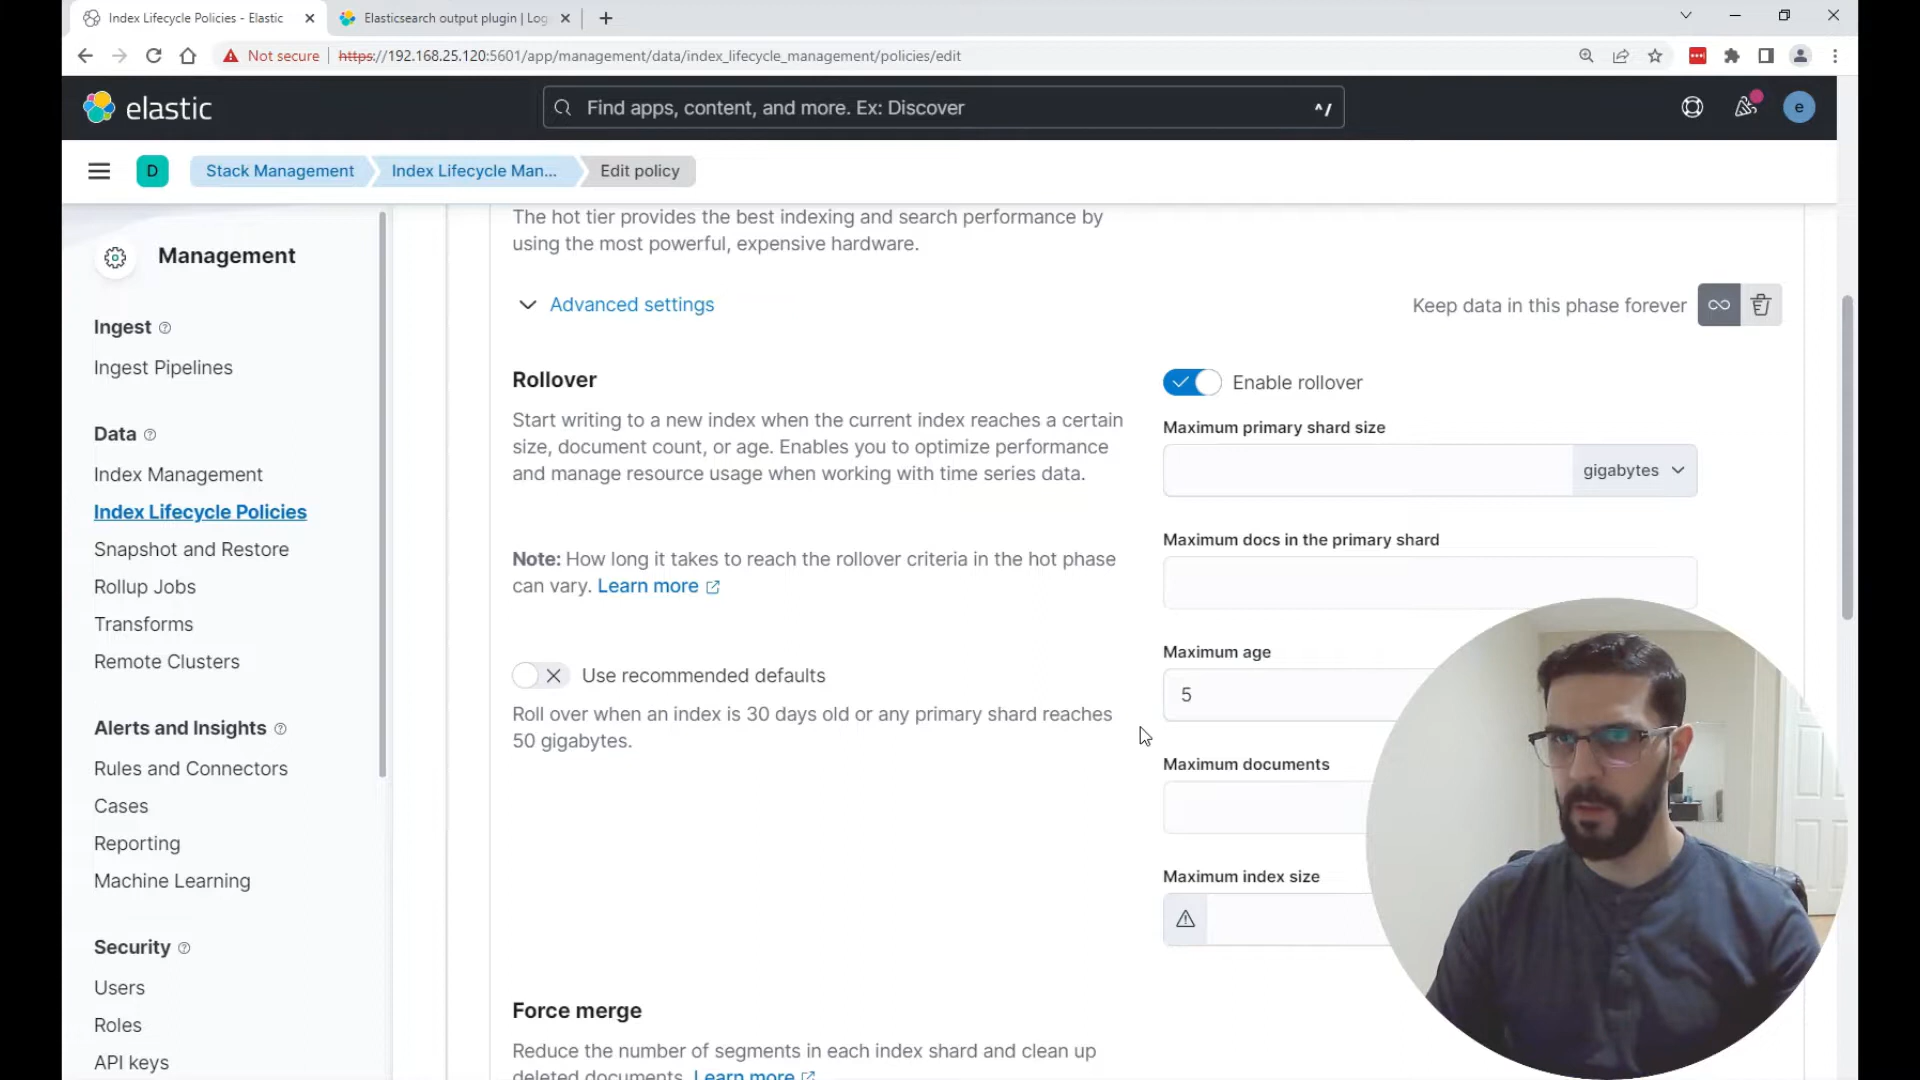 Index Lifecycle Policies - Elastic
Elasticsearch output plugin | Log
Not secure
https://192.168.25.120:5601/app/management/data/index_lifecycle_management/policies/edit
elastic
Find apps, content, and more. Ex: Discover
^/
e
D
Stack Management
Index Lifecycle Man...
Edit policy
The hot tier provides the best indexing and search performance by
using the most powerful, expensive hardware.
Management
Advanced settings
Keep data in this phase forever
Ingest
Ingest Pipelines
Rollover
Enable rollover
Start writing to a new index when the current index reaches a certain
size, document count, or age. Enables you to optimize performance
and manage resource usage when working with time series data.
Maximum primary shard size
gigabytes
Data
Index Management
Index Lifecycle Policies
Snapshot and Restore
Rollup Jobs
Transforms
Remote Clusters
Note: How long it takes to reach the rollover criteria in the hot phase
can vary. Learn more
Maximum docs in the primary shard
Maximum age
5
Use recommended defaults
Roll over when an index is 30 days old or any primary shard reaches
50 gigabytes.
Maximum documents
Maximum index size
Alerts and Insights
Rules and Connectors
Cases
Reporting
Machine Learning
Security
Users
Roles
API keys
Force merge
Reduce the number of segments in each index shard and clean up
deleted documents. Learn more